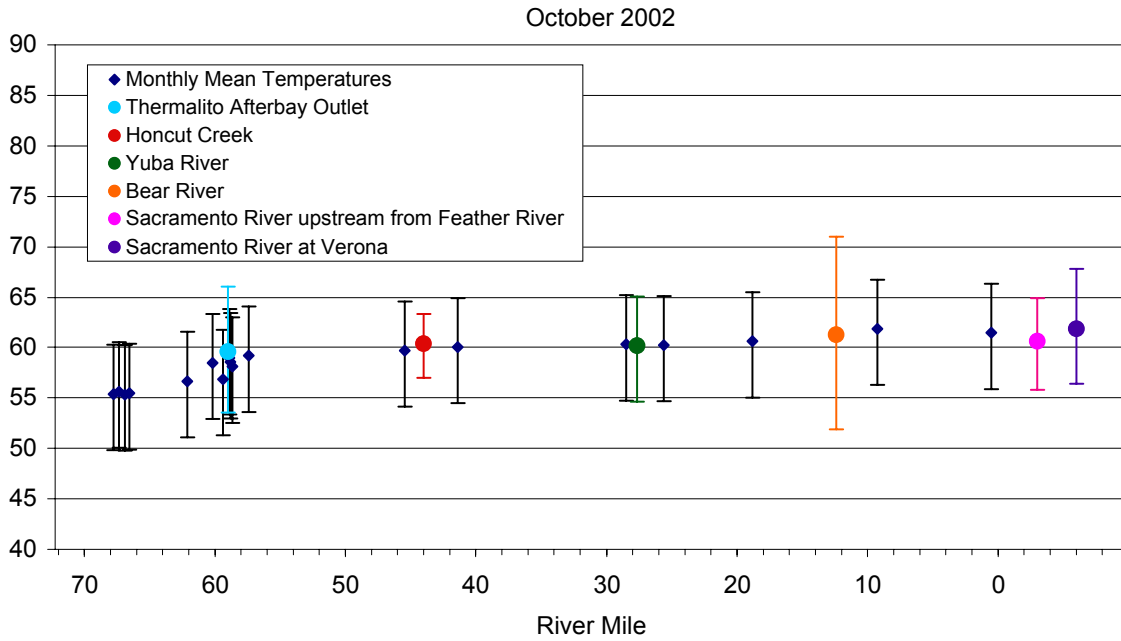 October 2002
90
85
80
75
70
65
60
55
50
45
40
Monthly Mean Temperatures
Thermalito Afterbay Outlet
Honcut Creek
Yuba River
Bear River
Sacramento River upstream from Feather River
Sacramento River at Verona
70 60 50 40 30 20 10 0
River Mile